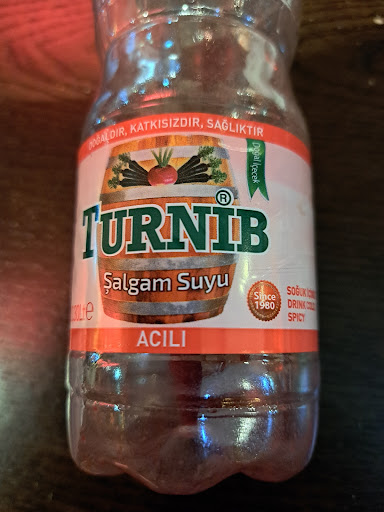 DOĞALDIR, KATKISIZDIR, SAĞLIKTIR
Doğal İçecek
TURNİB®
Şalgam Suyu
Since
1980
SOĞUK
DRINK COLD
SPICY
ACILI